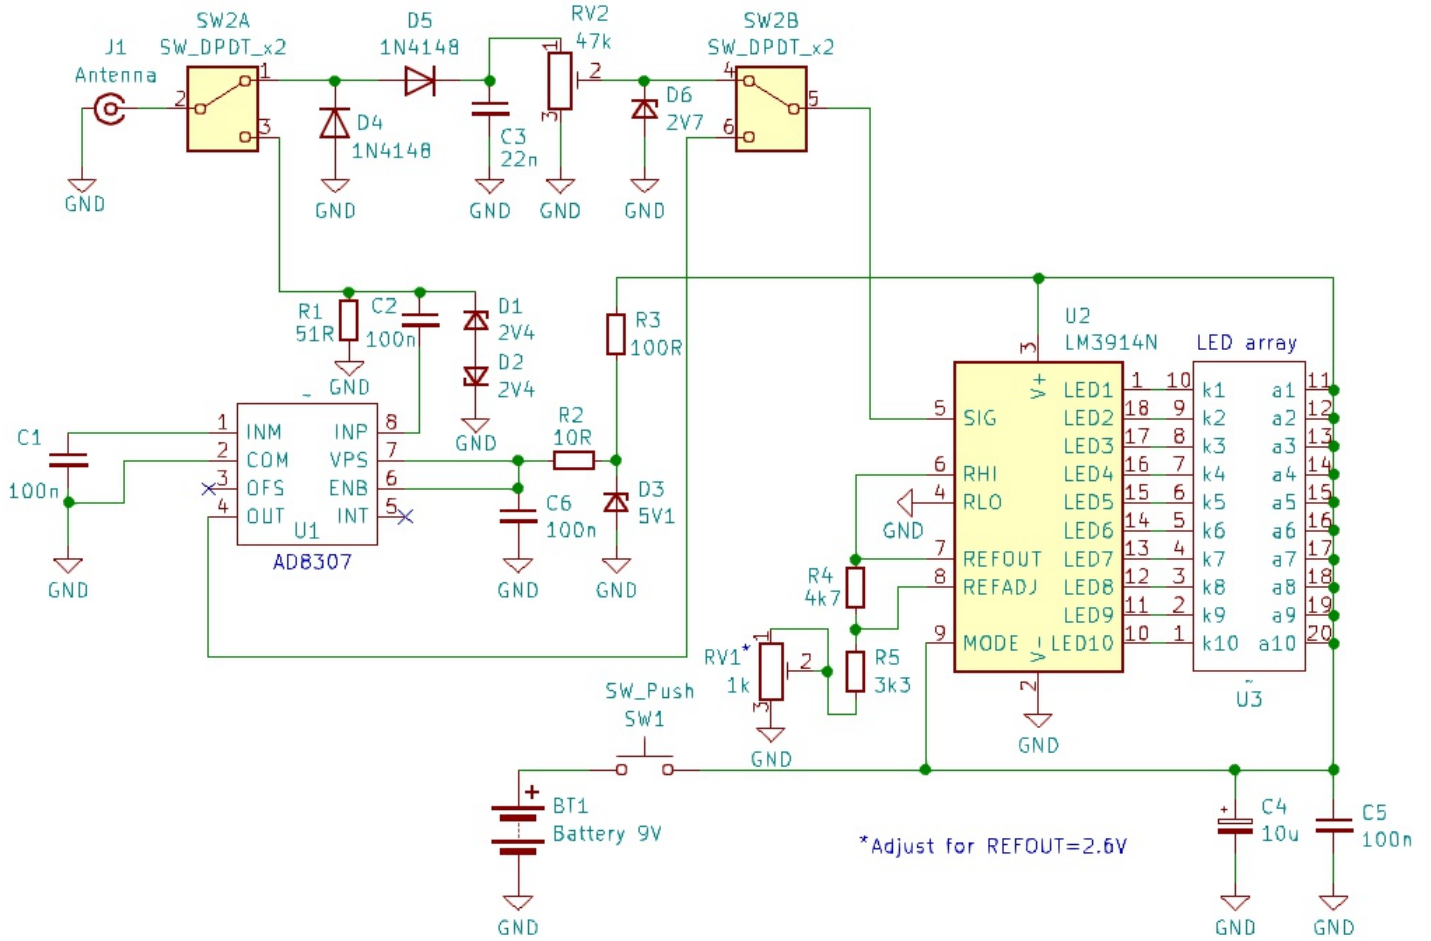 SW2A
SW_DPDT_x2
J1
Antenna
1
2
3
D5
1N4148
D4
1N4148
GND
GND
C3
22n
GND
RV2
47k
1
2
3
GND
D6
2V7
GND
SW2B
SW_DPDT_x2
4
5
6
R1
51R
GND
C2
100n
D1
2V4
D2
2V4
GND
R3
100R
C1
100n
GND
1 INM
2 COM
3 OFS
4 OUT
INP 8
VPS 7
ENB 6
INT 5
U1
AD8307
R2
10R
C6
100n
GND
D3
5V1
GND
U2
LM3914N
3
V+
5 SIG
6 RHI
4 RLO
GND
7 REFOUT
8 REFADJ
9 MODE
V-
2
GND
LED1 1
LED2 18
LED3 17
LED4 16
LED5 15
LED6 14
LED7 13
LED8 12
LED9 11
LED10 10
LED array
10 k1 a1 11
9 k2 a2 12
8 k3 a3 13
7 k4 a4 14
6 k5 a5 15
5 k6 a6 16
4 k7 a7 17
3 k8 a8 18
2 k9 a9 19
1 k10 a10 20
~
U3
R4
4k7
R5
3k3
RV1*
1k
1
2
3
GND
SW_Push
SW1
+
BT1
Battery 9V
GND
*Adjust for REFOUT=2.6V
+
C4
10u
GND
C5
100n
GND